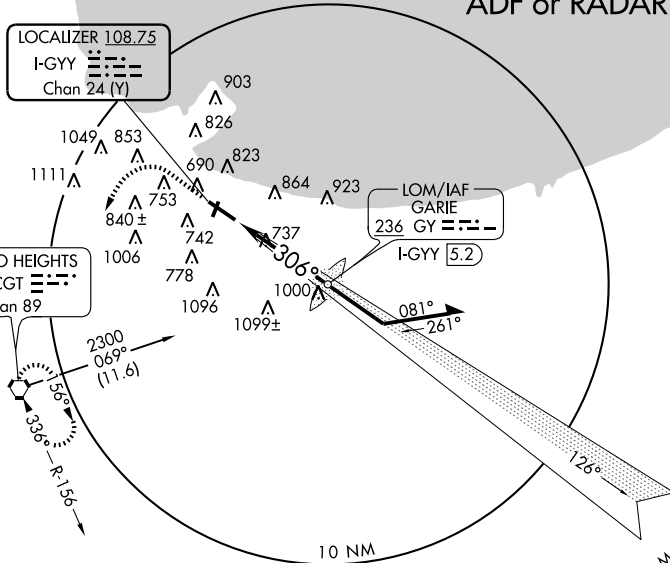 ADF or RADAR
LOCALIZER 108.75
I-GYY
Chan 24 (Y)
903
826
1049
853
823
690
1111
753
864
923
840 ±
742
737
1006
778
1096
1000
1099±
LOM/IAF
GARIE
236 GY
I-GYY 5.2
306°
081°
261°
O HEIGHTS
CGT
an 89
2300
069°
(11.6)
156°
336°
R-156
126°
10 NM